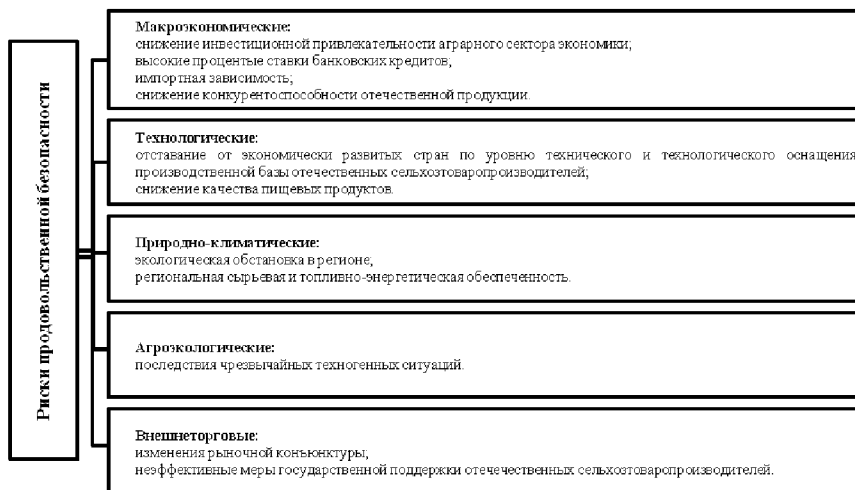 Риски продовольственной безопасности
Макроэкономические:
снижение инвестиционной привлекательности аграрного сектора экономики;
высокие процентные ставки банковских кредитов;
импортная зависимость;
снижение конкурентоспособности отечественной продукции.
Технологические:
отставание от экономически развитых стран по уровню технического и технологического оснащения
производственной базы отечественных сельхозтоваропроизводителей;
снижение качества пищевых продуктов.
Природно-климатические:
экологическая обстановка в регионе;
региональная сырьевая и топливно-энергетическая обеспеченность.
Агроэкологические:
последствия чрезвычайных техногенных ситуаций.
Внешнеторговые:
изменения рыночной конъюнктуры;
неэффективные меры государственной поддержки отечечественных сельхозтоваропроизводителей.